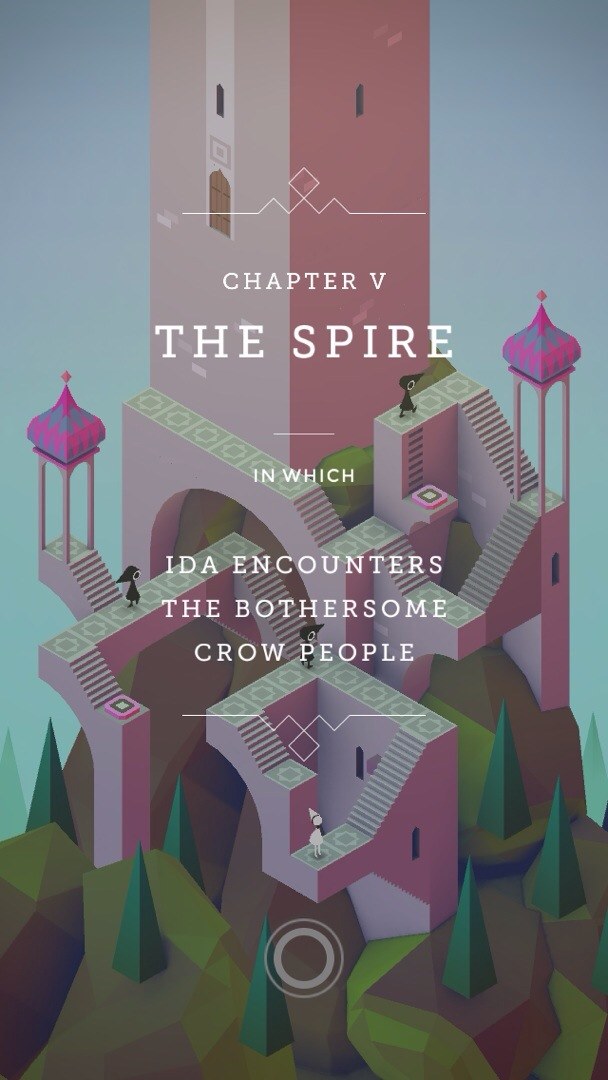 CHAPTER V
THE SPIRE
IN WHICH
IDA ENCOUNTERS
THE BOTHERSOME
CROW PEOPLE